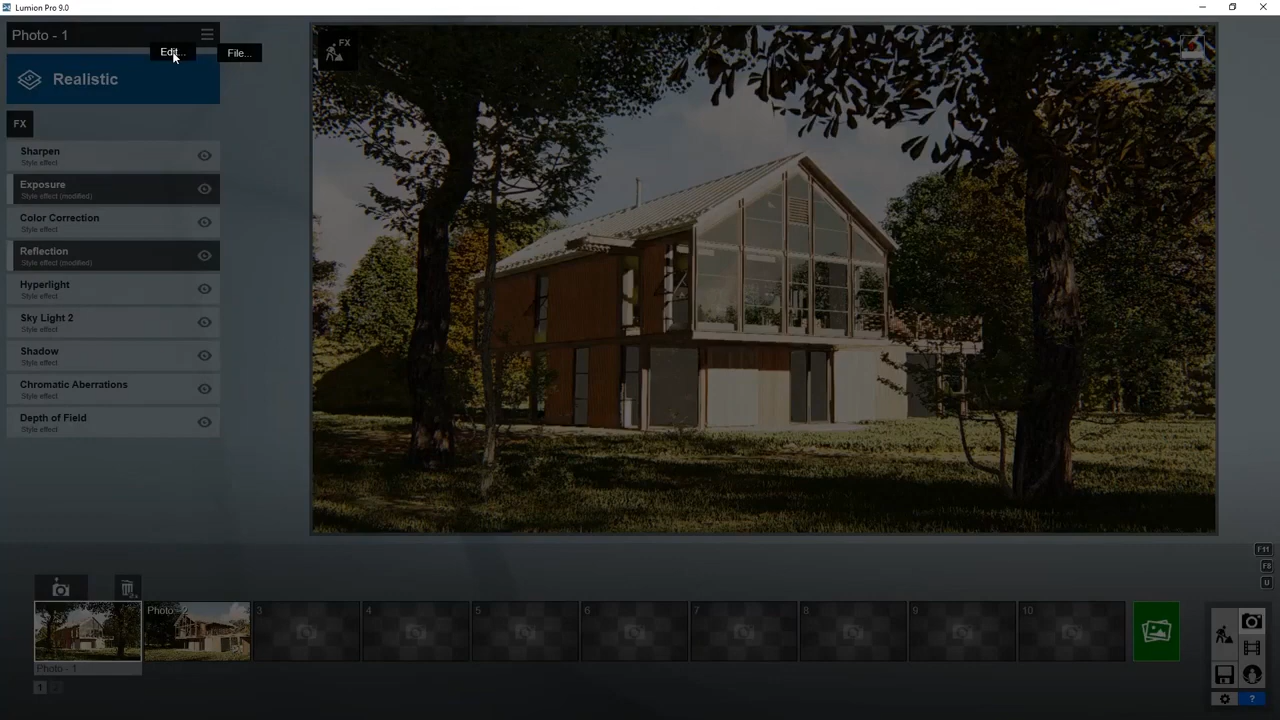 Lumion Pro 9.0
Photo - 1
Edit...
File...
Realistic
FX
FX
Sharpen
Style effect
Exposure
Style effect (modified)
Color Correction
Style effect
Reflection
Style effect (modified)
Hyperlight
Style effect
Sky Light 2
Style effect
Shadow
Style effect
Chromatic Aberrations
Style effect
Depth of Field
Style effect
F11
F8
U
Photo - 2
3
4
5
6
7
8
9
10
Photo - 1
1
2
?